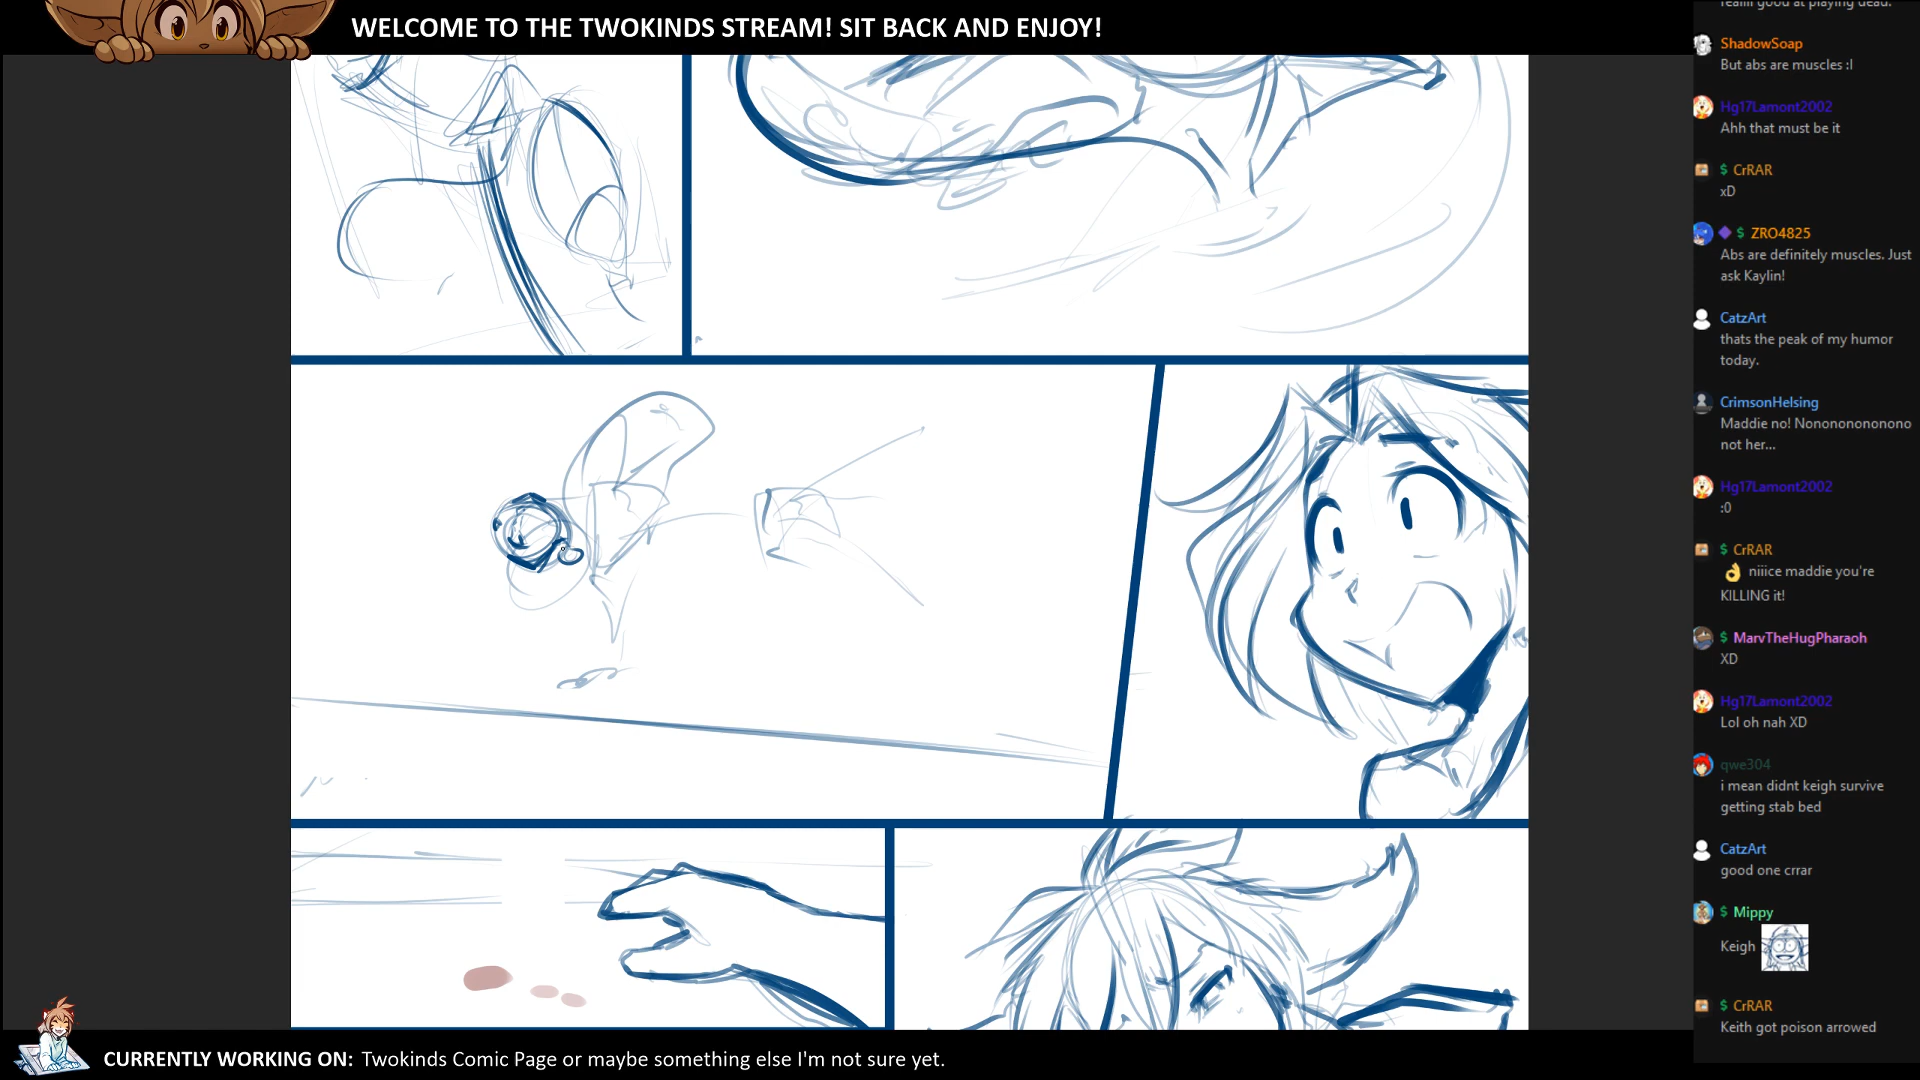 WELCOME TO THE TWOKINDS STREAM! SIT BACK AND ENJOY!
good at playing dead.
ShadowSoap
But abs are muscles :l
Hg17Lamont2002
Ahh that must be it
$ CrRAR
xD
$ ZRO4825
Abs are definitely muscles. Just
ask Kaylin!
CatzArt
thats the peak of my humor
today.
CrimsonHelsing
Maddie no! Nonononononono
not her...
Hg17Lamont2002
:0
$ CrRAR
👌 niiice maddie you're
KILLING it!
$ MarvTheHugPharaoh
XD
Hg17Lamont2002
Lol oh nah XD
qwe304
i mean didnt keigh survive
getting stab bed
CatzArt
good one crrar
$ Mippy
Keigh
$ CrRAR
Keith got poison arrowed
CURRENTLY WORKING ON: Twokinds Comic Page or maybe something else I'm not sure yet.